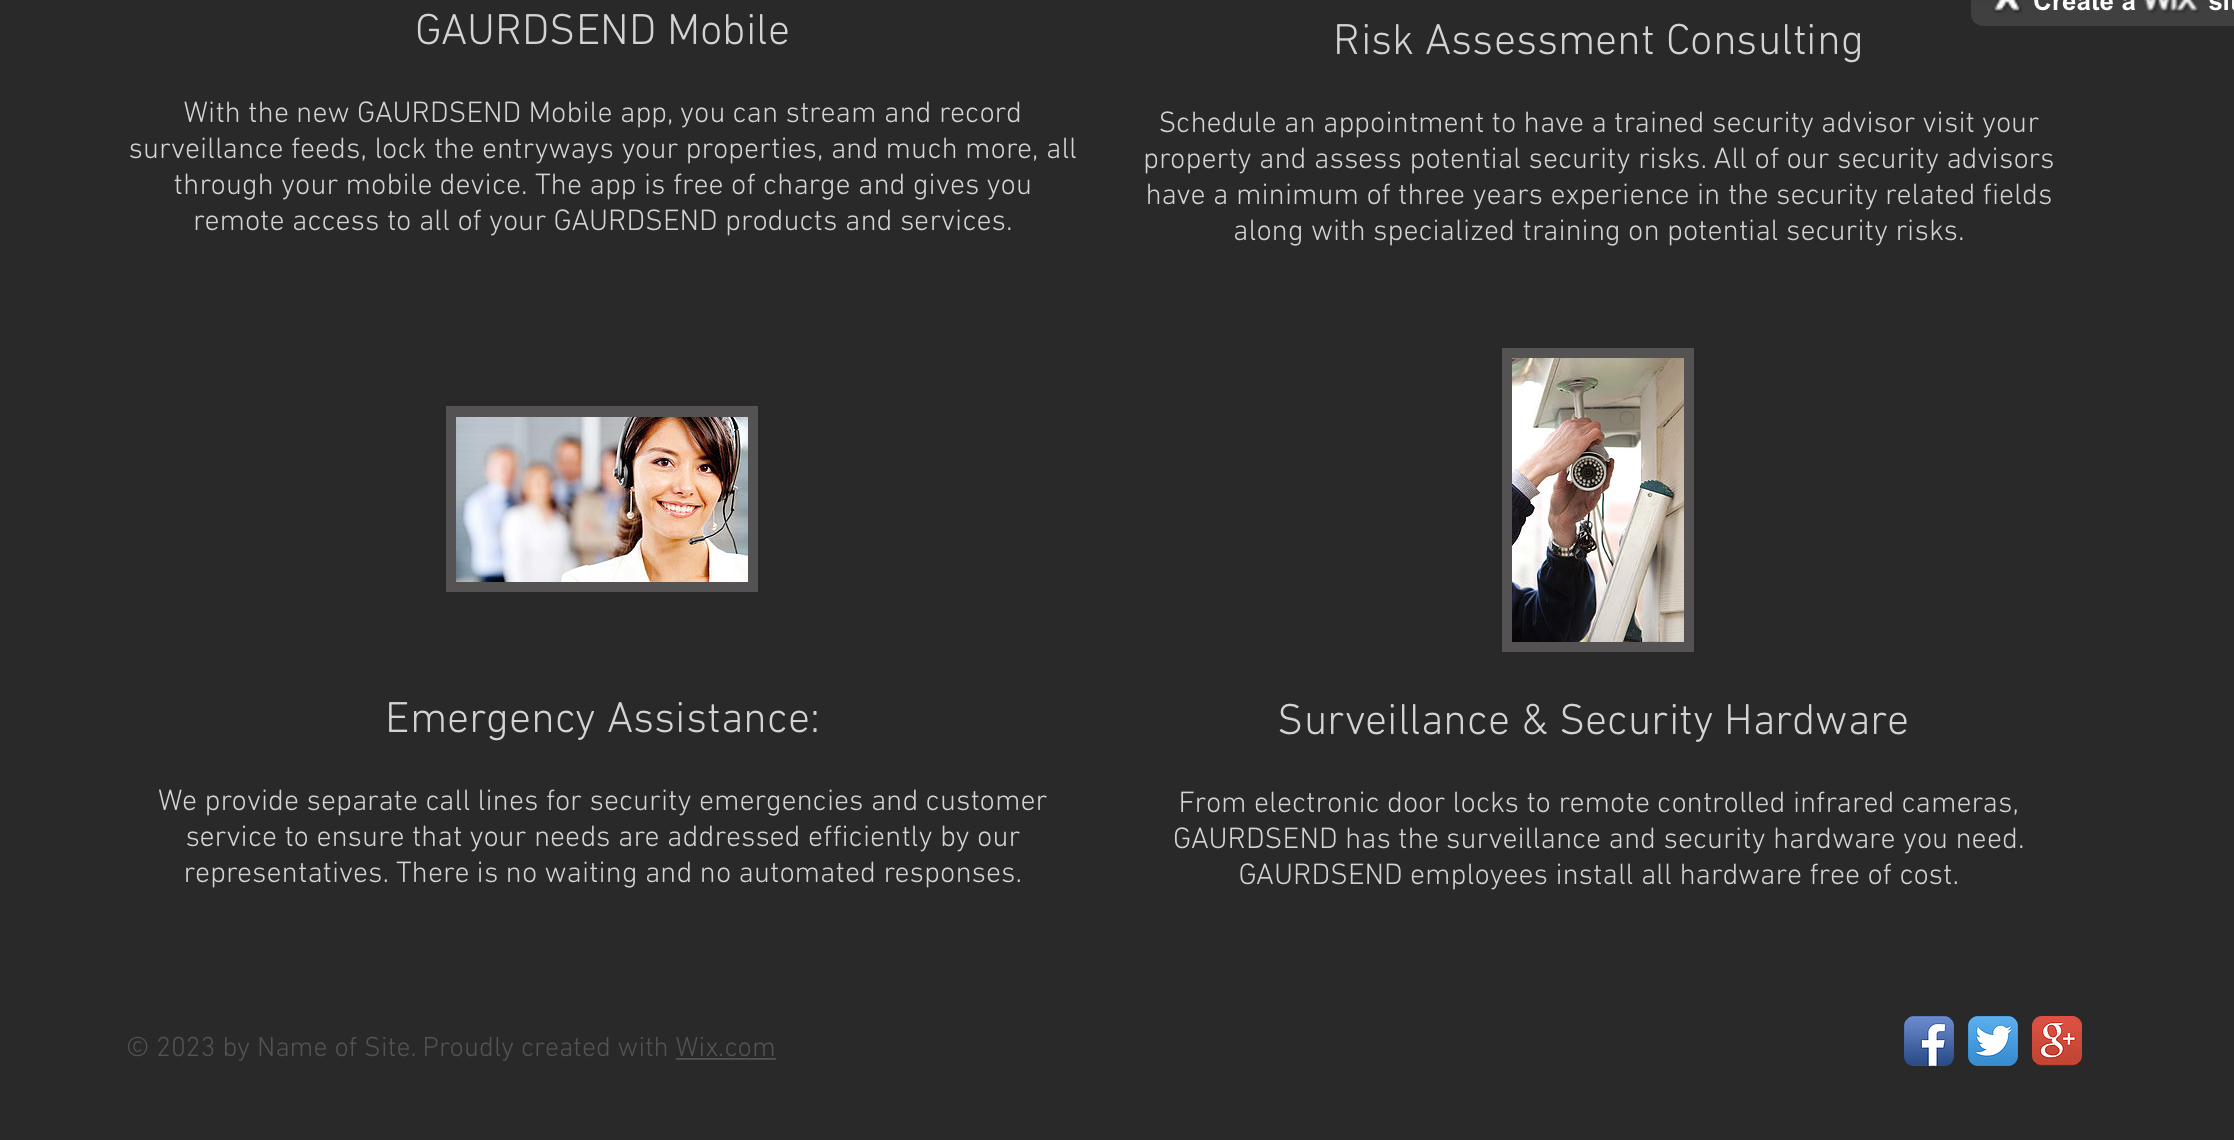 Create a WiX
GAURDSEND Mobile
With the new GAURDSEND Mobile app, you can stream and record
surveillance feeds, lock the entryways your properties, and much more, all
through your mobile device. The app is free of charge and gives you
remote access to all of your GAURDSEND products and services.
Risk Assessment Consulting
Schedule an appointment to have a trained security advisor visit your
property and assess potential security risks. All of our security advisors
have a minimum of three years experience in the security related fields
along with specialized training on potential security risks.
Emergency Assistance:
We provide separate call lines for security emergencies and customer
service to ensure that your needs are addressed efficiently by our
representatives. There is no waiting and no automated responses.
Surveillance & Security Hardware
From electronic door locks to remote controlled infrared cameras,
GAURDSEND has the surveillance and security hardware you need.
GAURDSEND employees install all hardware free of cost.
© 2023 by Name of Site. Proudly created with Wix.com